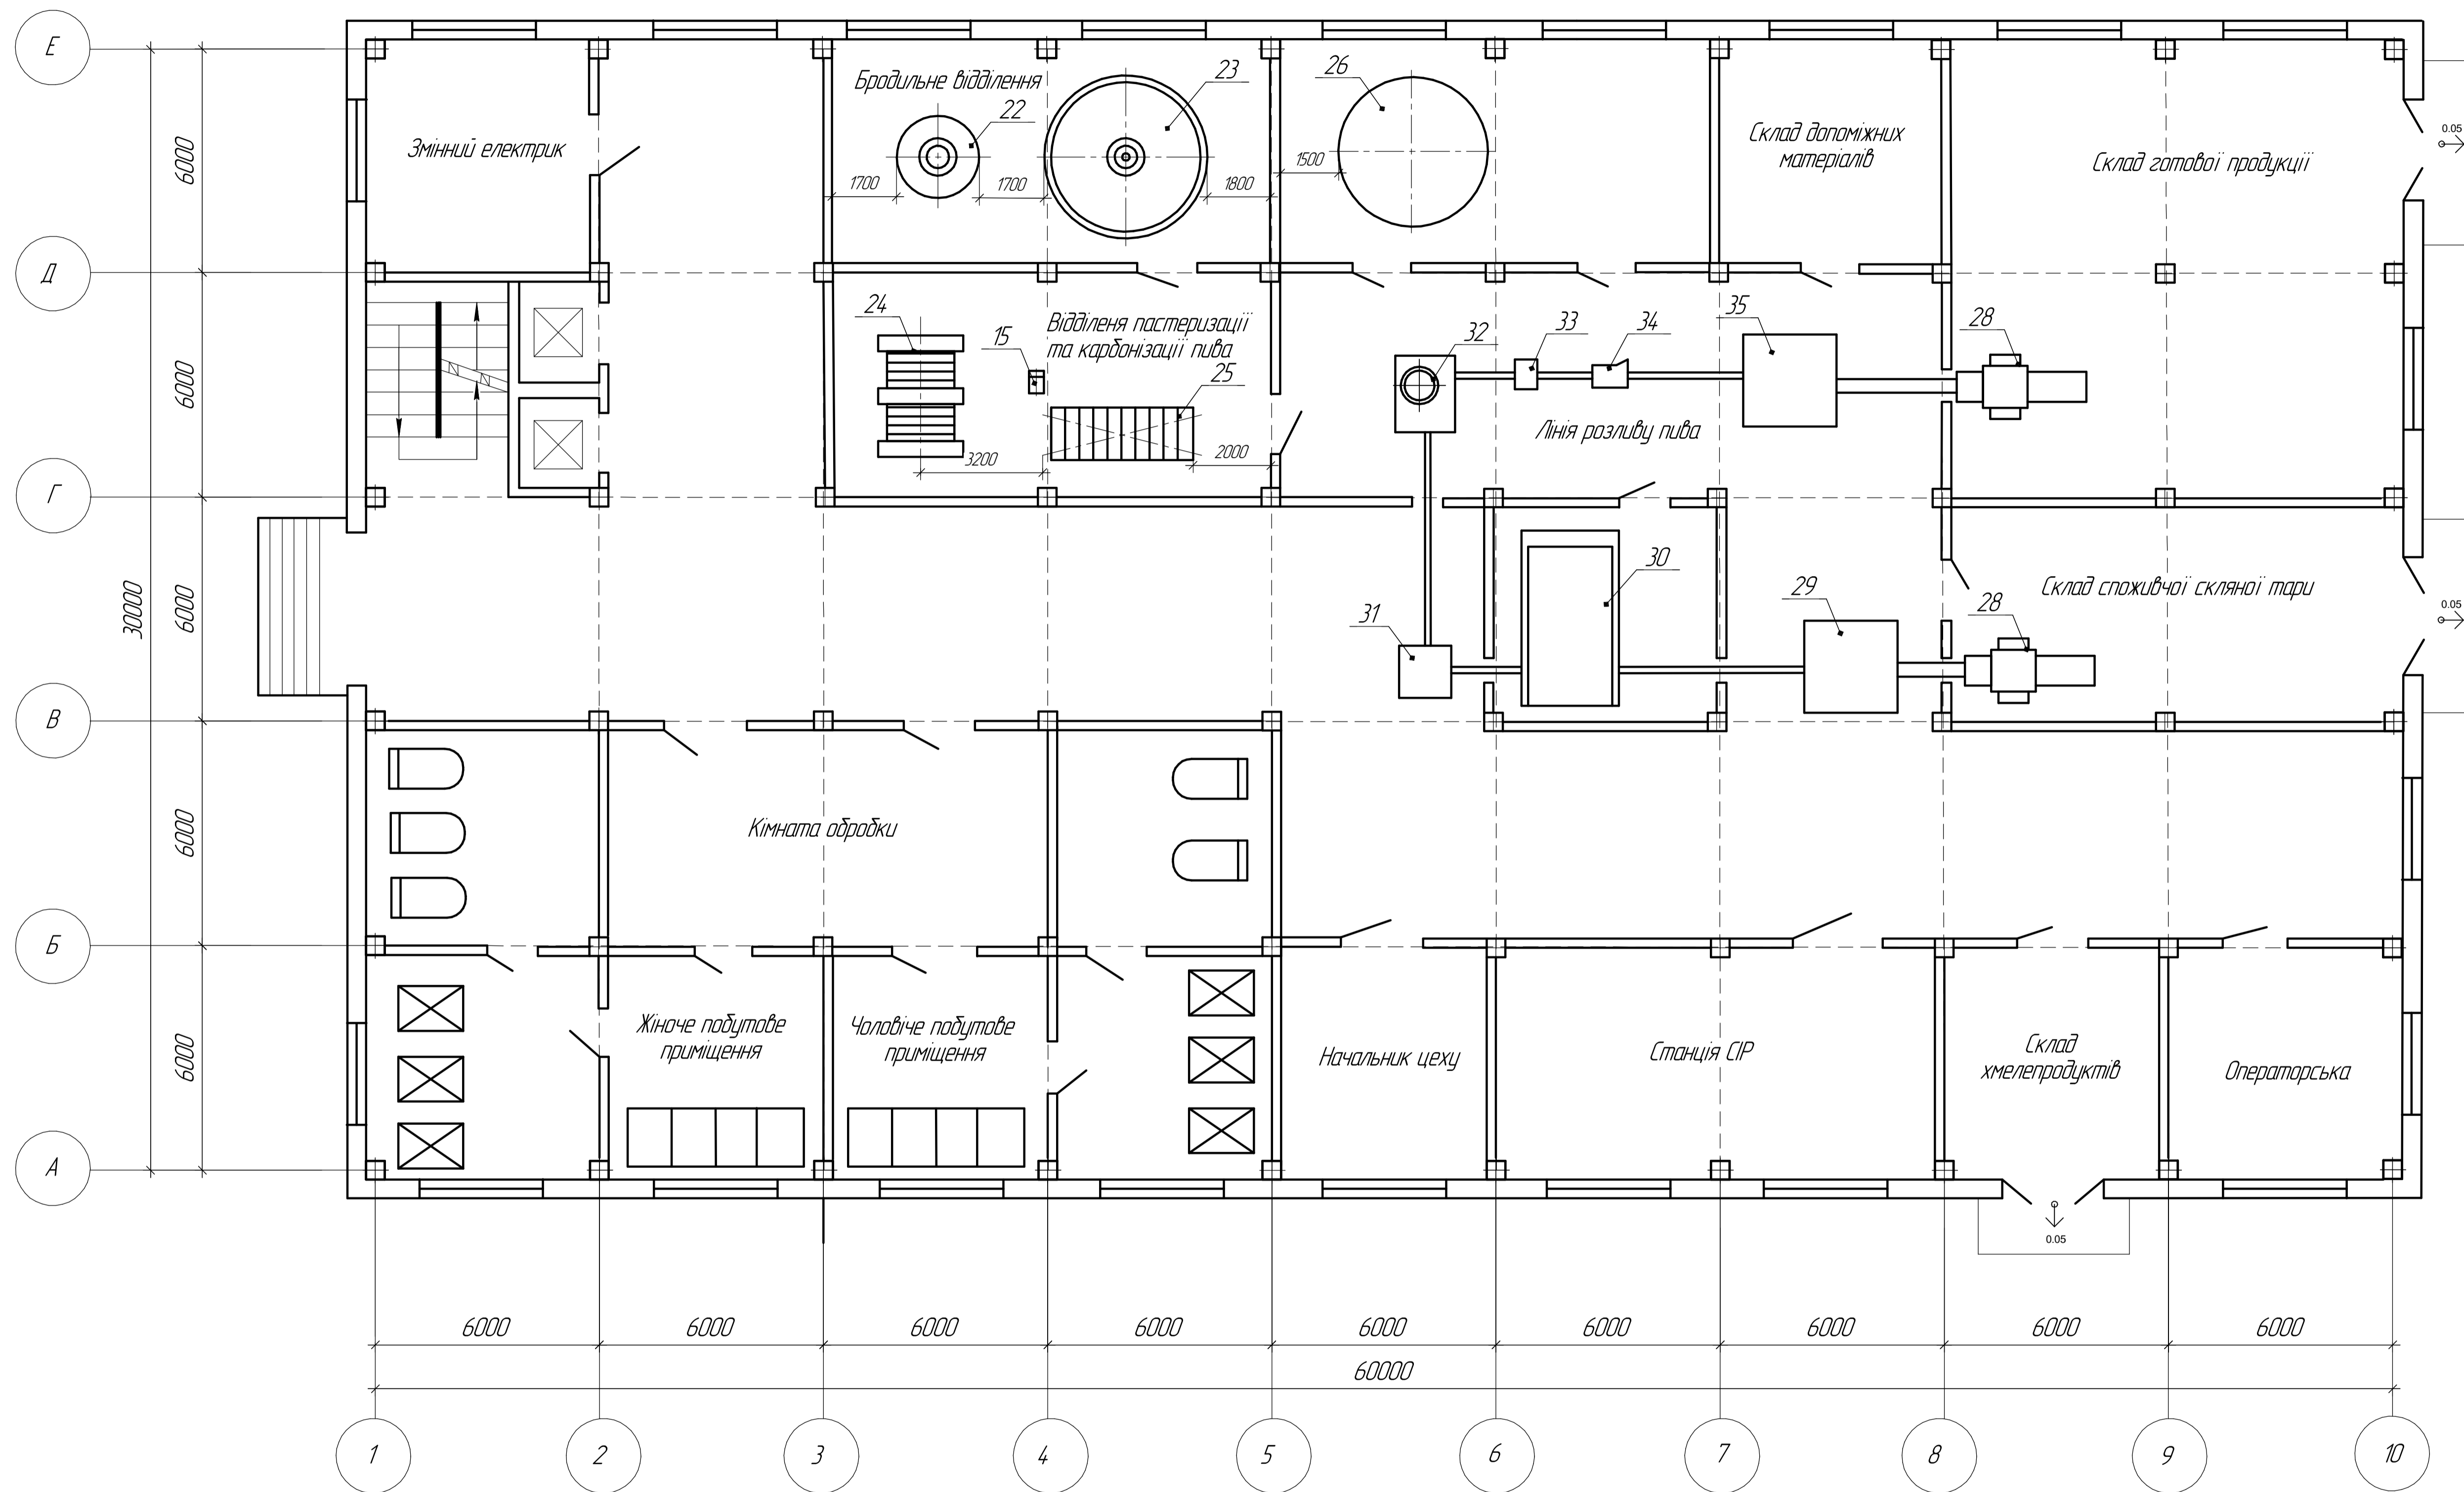 Е
Д
Г
В
Б
А
6000
6000
6000
6000
6000
30000
Змінний електрик
Бродильне відділення
22
23
26
1700
1700
1800
1500
Склад допоміжних
матеріалів
Склад готової продукції
0.05
24
15
Відділеня пастеризації
та карбонізації пива
25
3200
2000
32
33
34
35
28
Лінія розливу пива
30
31
29
28
Склад споживчої скляної тари
0.05
Кімната обробки
Жіноче побутове
приміщення
Чоловіче побутове
приміщення
Начальник цеху
Станція СІР
Склад
хмелепродуктів
Операторська
0.05
6000
6000
6000
6000
6000
6000
6000
6000
6000
60000
1
2
3
4
5
6
7
8
9
10